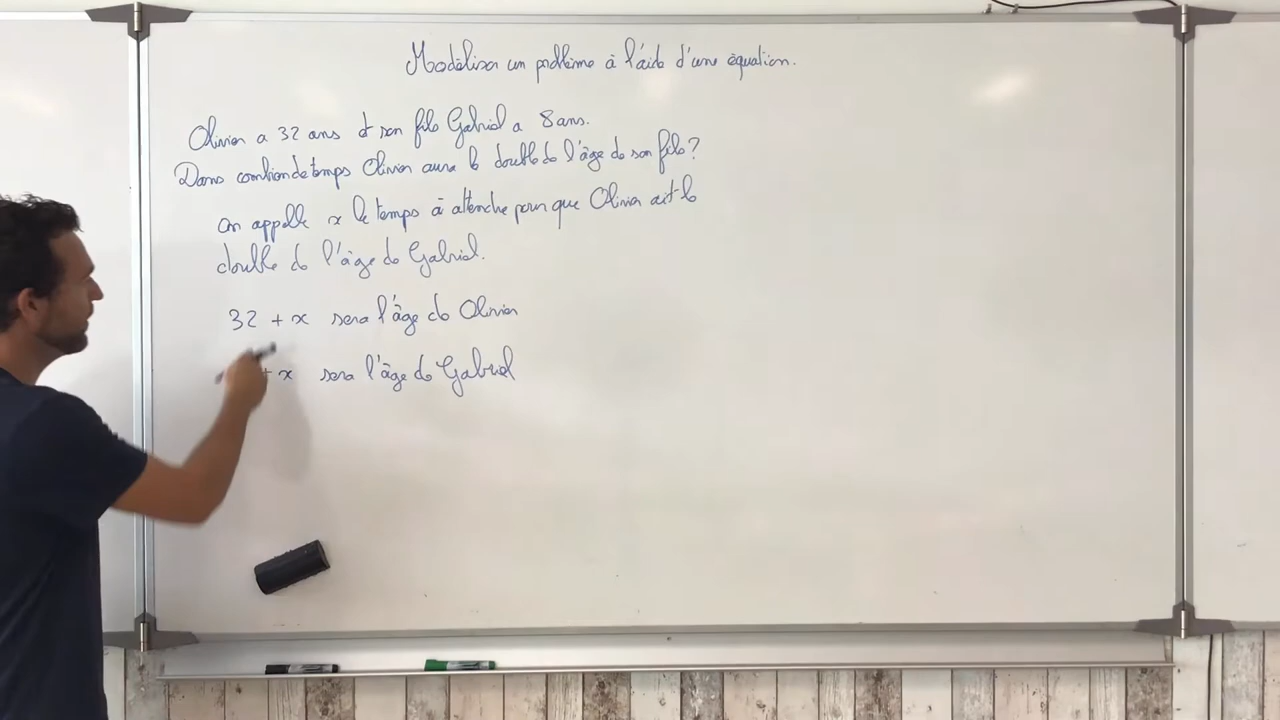 Modéliser un problème à l'aide d'une équation.
Olivier a 32 ans et son fils Gabriel a 8 ans.
Dans combien de temps Olivier aura le double de l'âge de son fils ?
On appelle x le temps à attendre pour que Olivier ait le
double de l'âge de Gabriel.
32 + x sera l'âge de Olivier
+ x sera l'âge de Gabriel